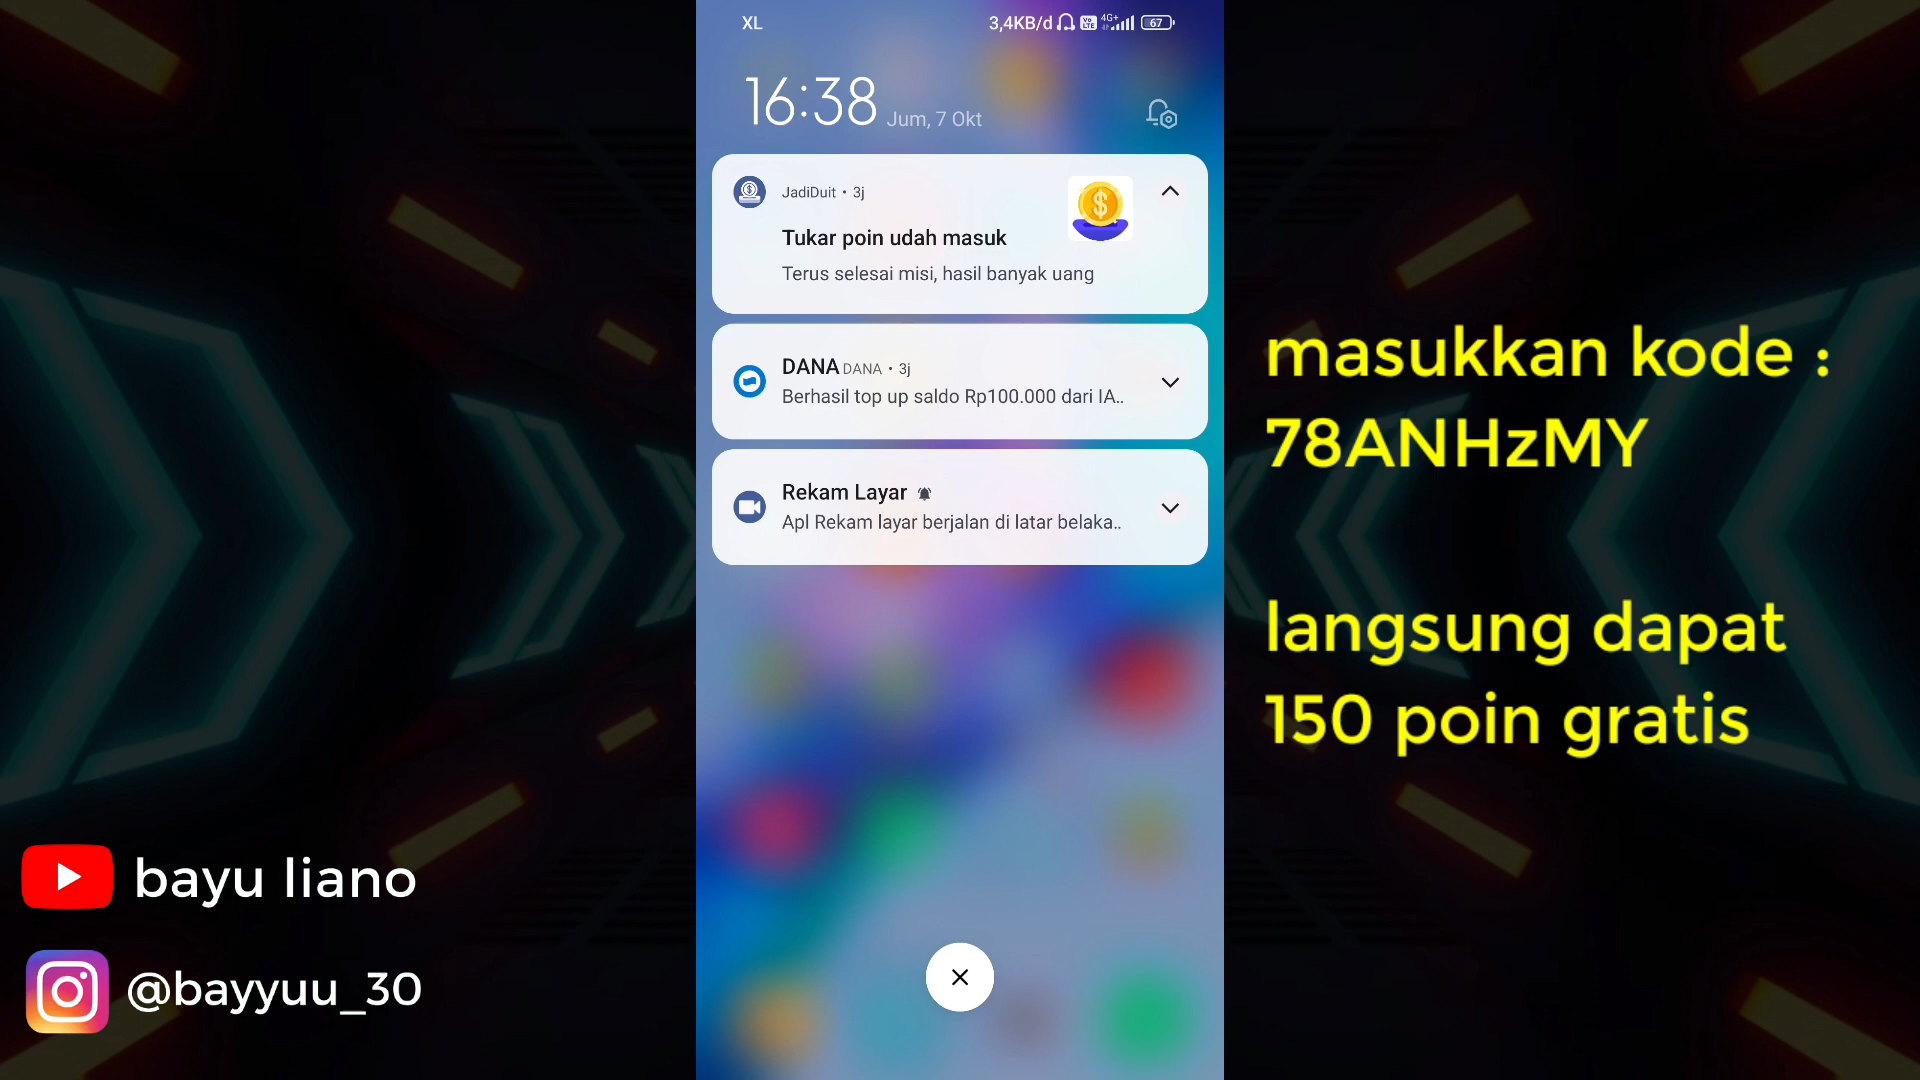 XL
3,4KB/d 4G+ 67
16:38 Jum, 7 Okt
JadiDuit • 3j
Tukar poin udah masuk
Terus selesai misi, hasil banyak uang
DANA DANA • 3j
Berhasil top up saldo Rp100.000 dari IA..
Rekam Layar
Apl Rekam layar berjalan di latar belaka..
masukkan kode :
78ANHzMY
langsung dapat
150 poin gratis
bayu liano
@bayyuu_30